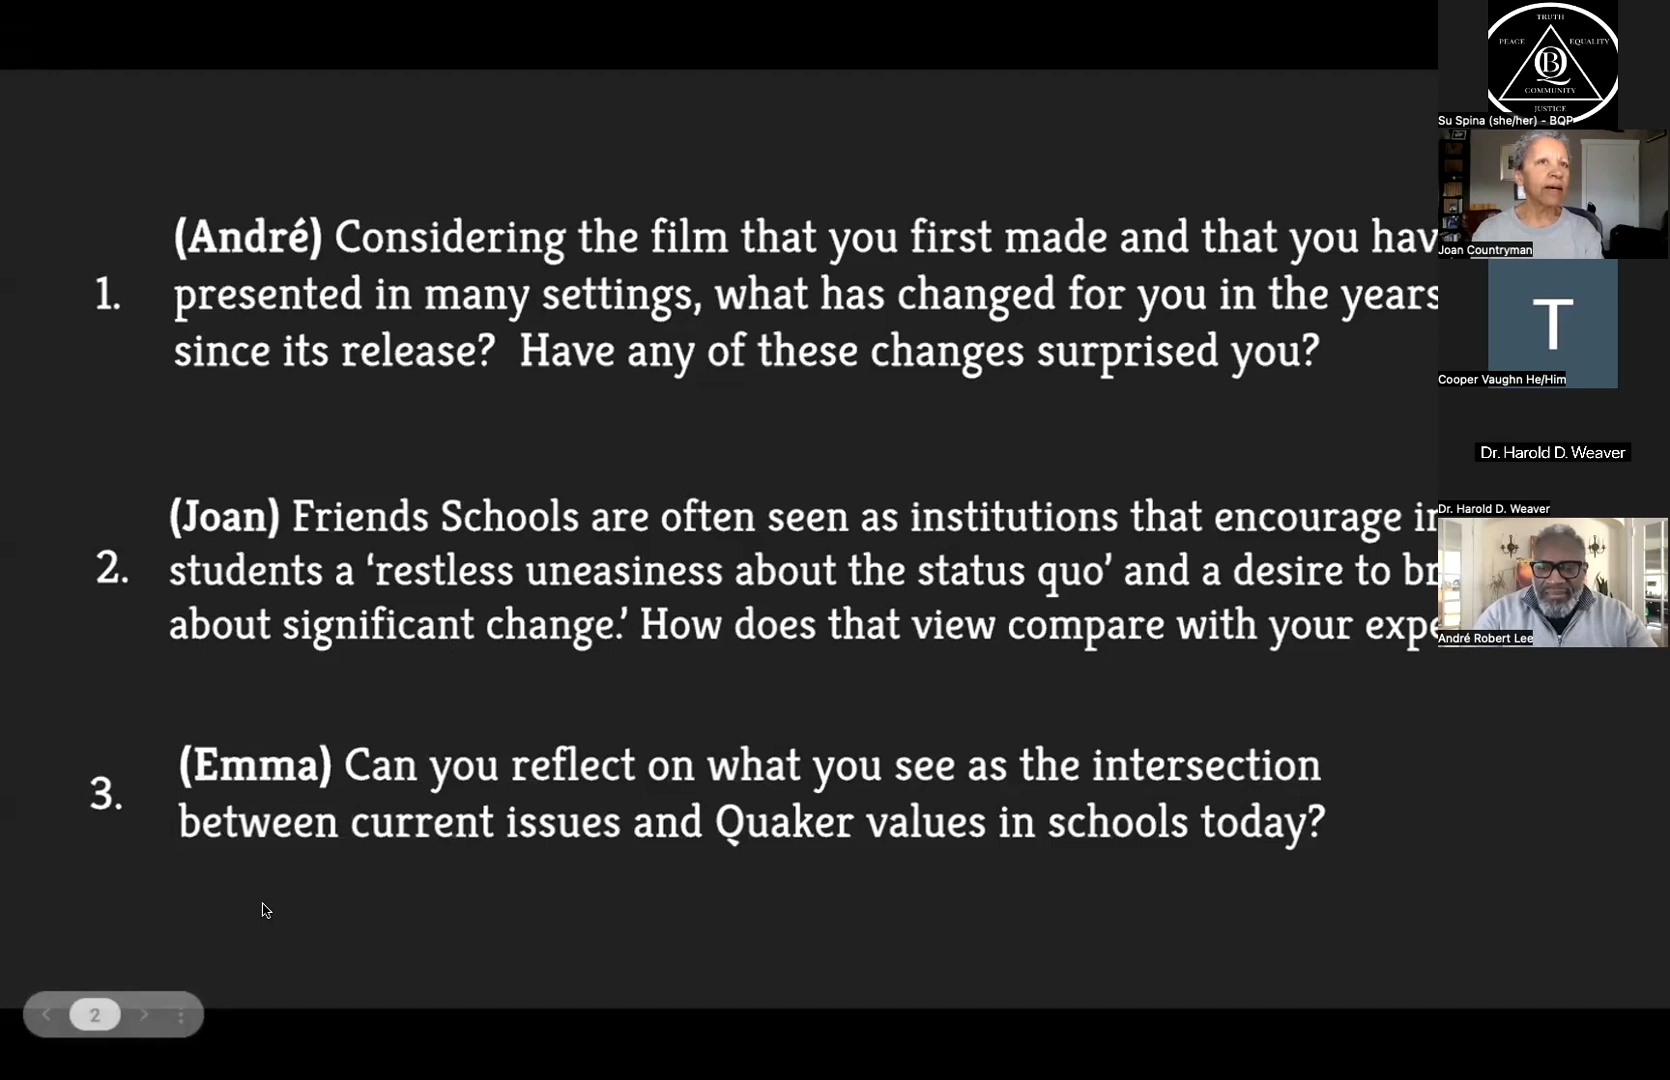 (André) Considering the film that you first made and that you hav
1.
presented in many settings, what has changed for you in the years
since its release? Have any of these changes surprised you?
(Joan) Friends Schools are often seen as institutions that encourage in
2.
students a ‘restless uneasiness about the status quo’ and a desire to br
about significant change.’ How does that view compare with your expe
(Emma) Can you reflect on what you see as the intersection
3.
between current issues and Quaker values in schools today?
2
TRUTH
PEACE
EQUALITY
BQ
COMMUNITY
JUSTICE
Su Spina (she/her) - BQP
Joan Countryman
T
Cooper Vaughn He/Him
Dr. Harold D. Weaver
Dr. Harold D. Weaver
André Robert Lee